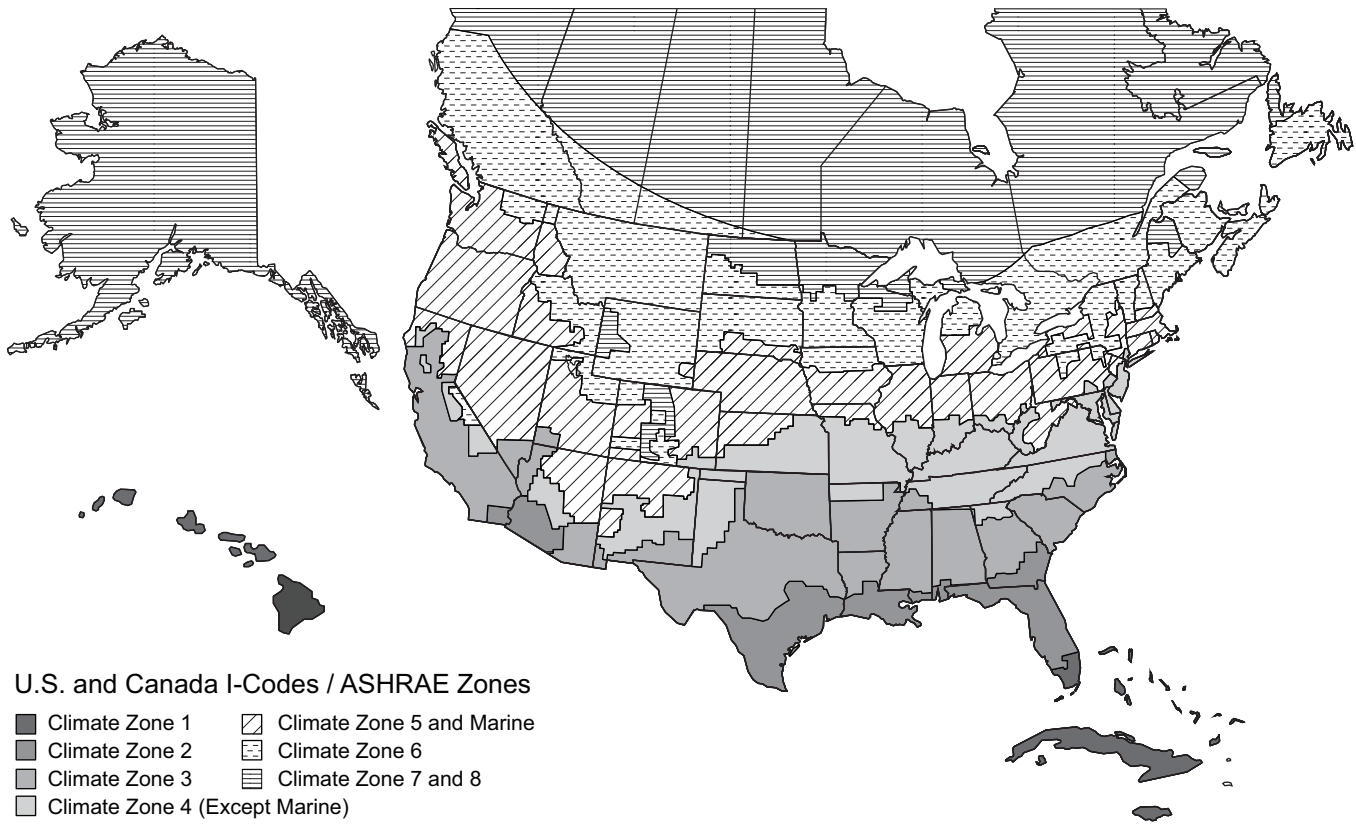 U.S. and Canada I-Codes / ASHRAE Zones
Climate Zone 1
Climate Zone 2
Climate Zone 3
Climate Zone 4 (Except Marine)
Climate Zone 5 and Marine
Climate Zone 6
Climate Zone 7 and 8